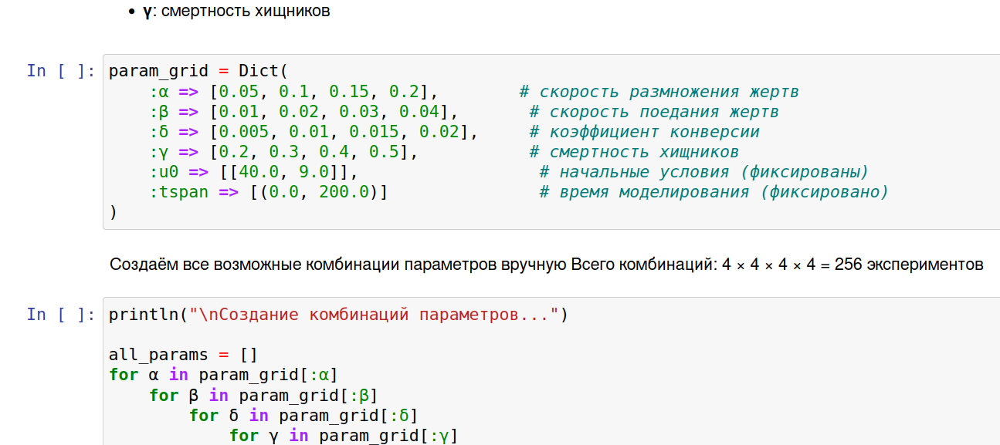 • γ: смертность хищников
In [ ]: param_grid = Dict(
    :α => [0.05, 0.1, 0.15, 0.2],        # скорость размножения жертв
    :β => [0.01, 0.02, 0.03, 0.04],       # скорость поедания жертв
    :δ => [0.005, 0.01, 0.015, 0.02],     # коэффициент конверсии
    :γ => [0.2, 0.3, 0.4, 0.5],           # смертность хищников
    :u0 => [[40.0, 9.0]],                  # начальные условия (фиксированы)
    :tspan => [(0.0, 200.0)]               # время моделирования (фиксировано)
)
Создаём все возможные комбинации параметров вручную Всего комбинаций: 4 × 4 × 4 × 4 = 256 экспериментов
In [ ]: println("\nСоздание комбинаций параметров...")
all_params = []
for α in param_grid[:α]
    for β in param_grid[:β]
        for δ in param_grid[:δ]
            for γ in param_grid[:γ]